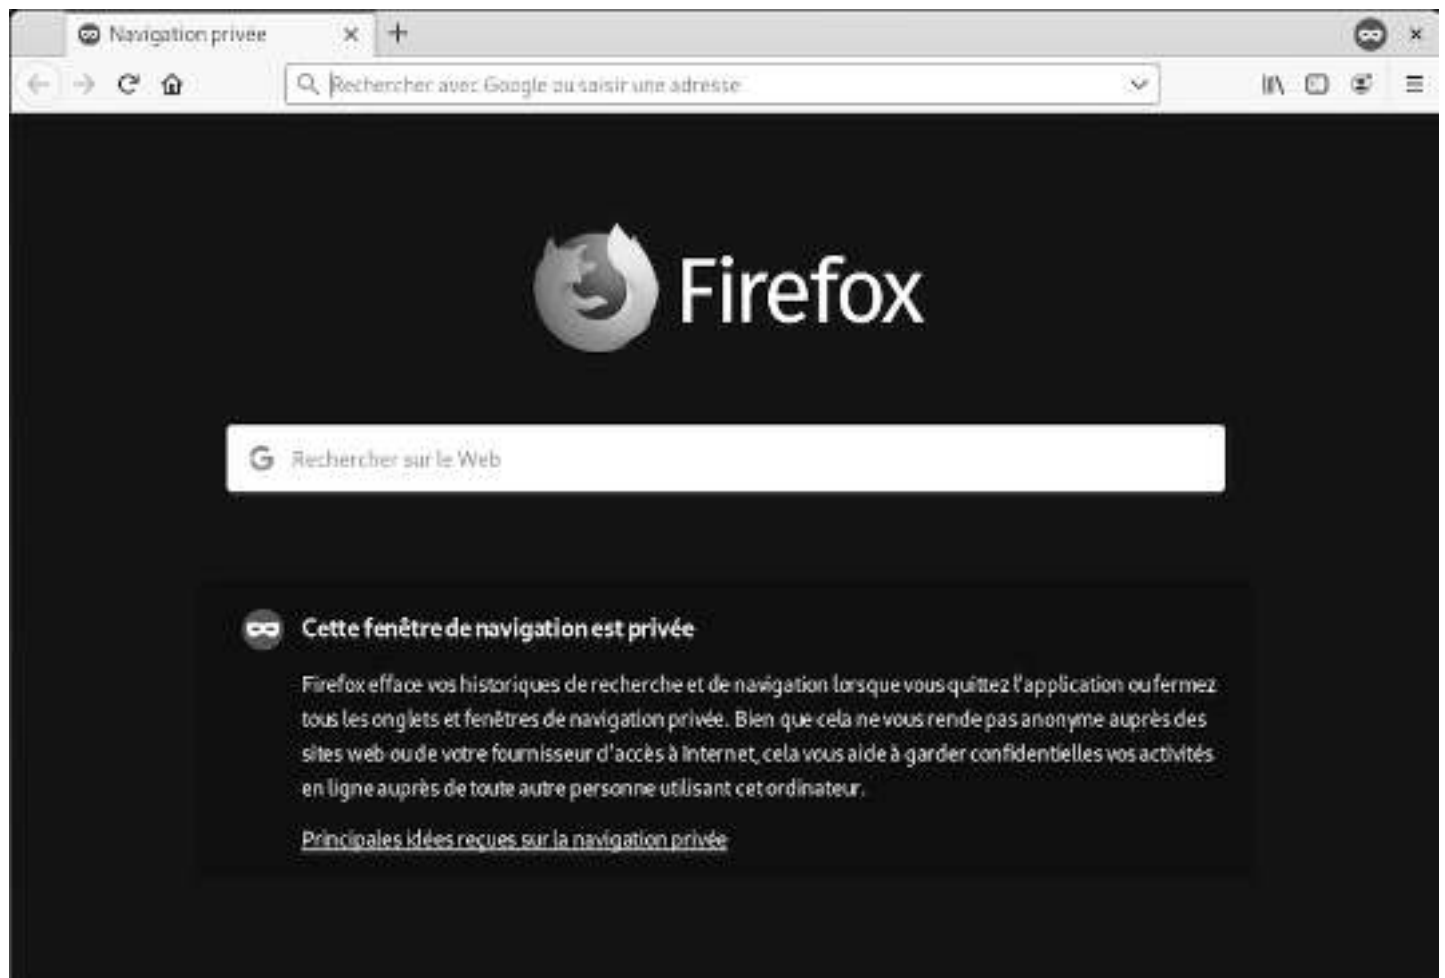 Navigation privée
Rechercher avec Google ou saisir une adresse
Firefox
G Rechercher sur le Web
Cette fenêtre de navigation est privée
Firefox efface vos historiques de recherche et de navigation lorsque vous quittez l'application ou fermez
tous les onglets et fenêtres de navigation privée. Bien que cela ne vous rende pas anonyme auprès des
sites web ou de votre fournisseur d'accès à Internet, cela vous aide à garder confidentielles vos activités
en ligne auprès de toute autre personne utilisant cet ordinateur.
Principales idées reçues sur la navigation privée